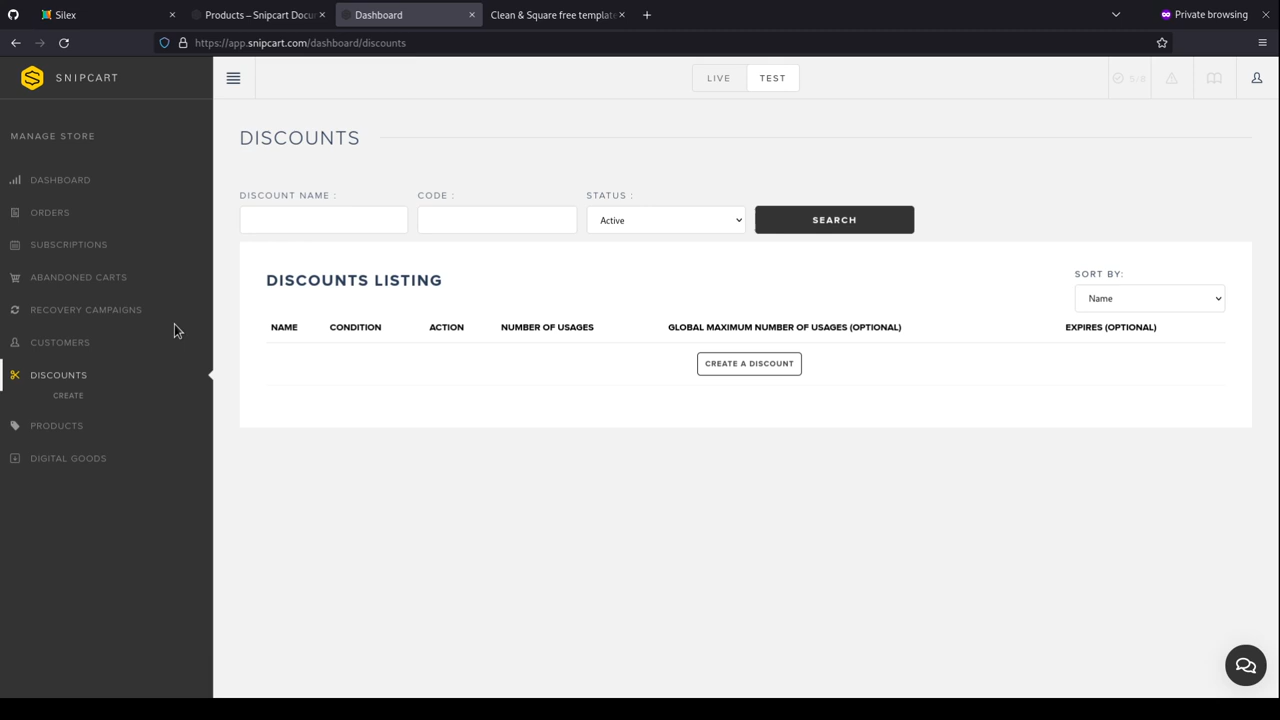 Silex
Products – Snipcart Docu
Dashboard
Clean & Square free templat
Private browsing
https://app.snipcart.com/dashboard/discounts
SNIPCART
LIVE
TEST
5/8
MANAGE STORE
DASHBOARD
ORDERS
SUBSCRIPTIONS
ABANDONED CARTS
RECOVERY CAMPAIGNS
CUSTOMERS
DISCOUNTS
CREATE
PRODUCTS
DIGITAL GOODS
DISCOUNTS
DISCOUNT NAME :
CODE :
STATUS :
Active
SEARCH
DISCOUNTS LISTING
SORT BY:
Name
NAME CONDITION ACTION NUMBER OF USAGES GLOBAL MAXIMUM NUMBER OF USAGES (OPTIONAL) EXPIRES (OPTIONAL)
CREATE A DISCOUNT